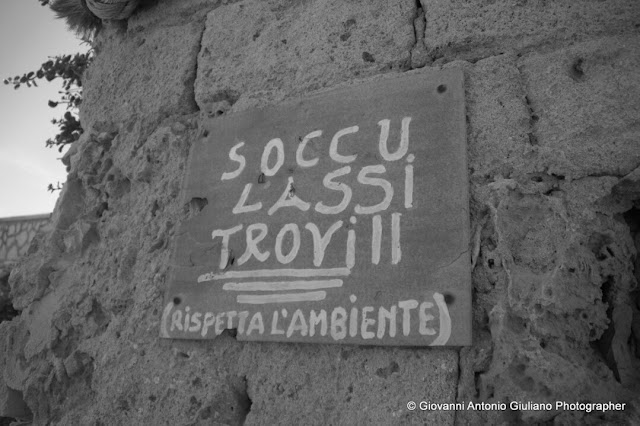 SOCCU!
LASSI
TROVi!!
(RISPETTA L'AMBIENTE)
© Giovanni Antonio Giuliano Photographer